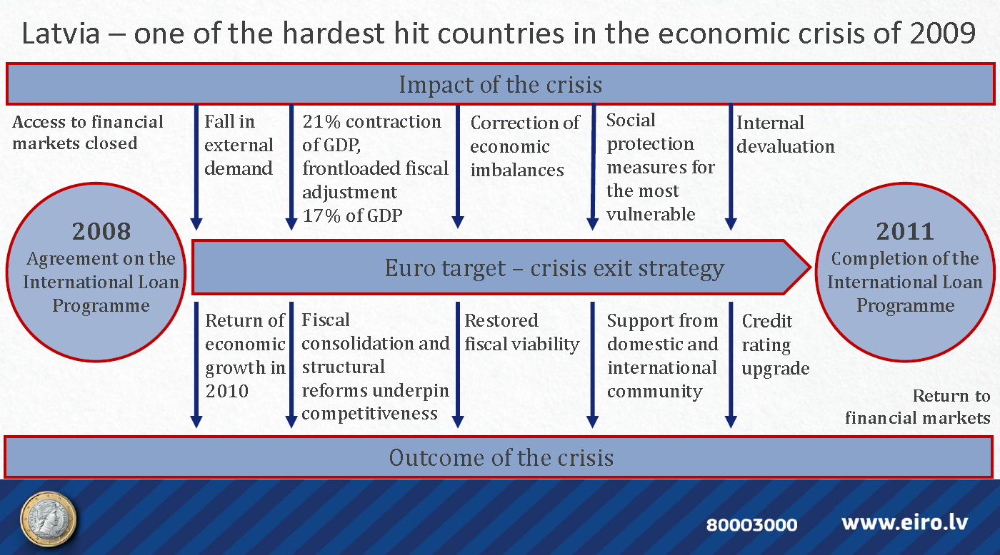 Latvia – one of the hardest hit countries in the economic crisis of 2009
Impact of the crisis
Access to financial
markets closed
Fall in
external
demand
21% contraction
of GDP,
frontloaded fiscal
adjustment
17% of GDP
Correction of
economic
imbalances
Social
protection
measures for
the most
vulnerable
Internal
devaluation
2008
Agreement on the
International Loan
Programme
Euro target – crisis exit strategy
2011
Completion of the
International Loan
Programme
Return of
economic
growth in
2010
Fiscal
consolidation and
structural
reforms underpin
competitiveness
Restored
fiscal viability
Support from
domestic and
international
community
Credit
rating
upgrade
Return to
financial markets
Outcome of the crisis
80003000
www.eiro.lv